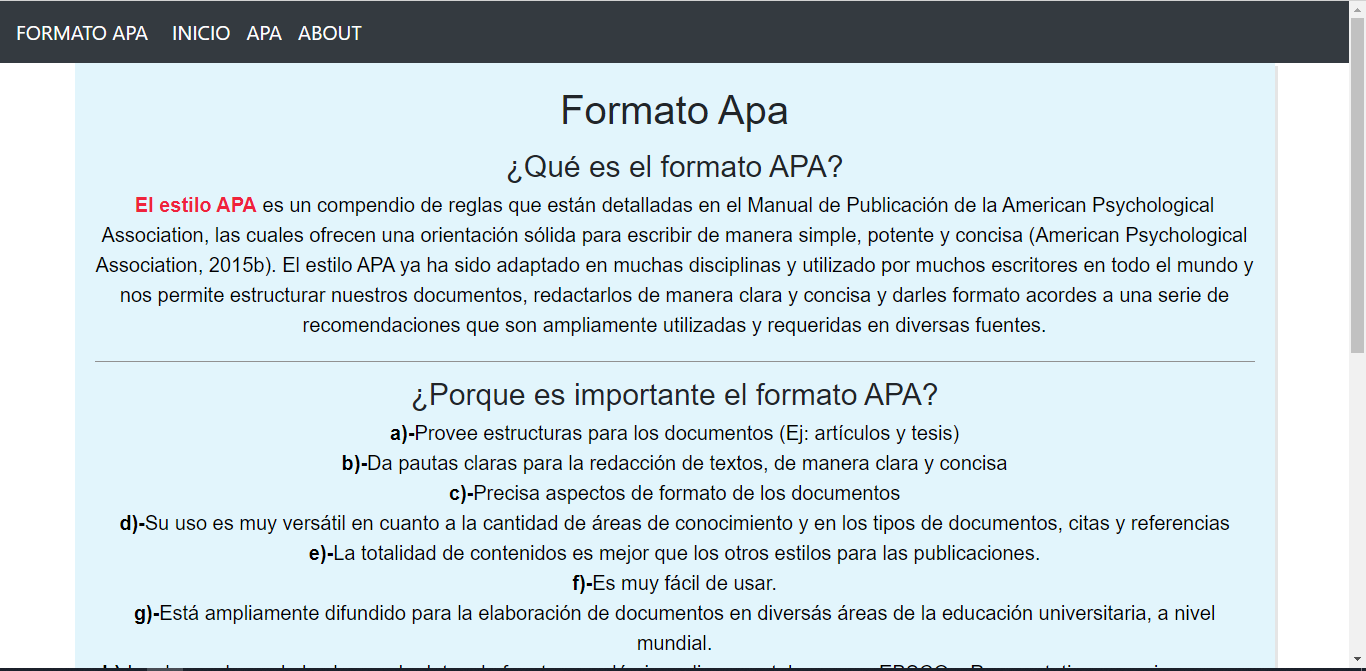 FORMATO APA INICIO APA ABOUT
Formato Apa
¿Qué es el formato APA?
El estilo APA es un compendio de reglas que están detalladas en el Manual de Publicación de la American Psychological
Association, las cuales ofrecen una orientación sólida para escribir de manera simple, potente y concisa (American Psychological
Association, 2015b). El estilo APA ya ha sido adaptado en muchas disciplinas y utilizado por muchos escritores en todo el mundo y
nos permite estructurar nuestros documentos, redactarlos de manera clara y concisa y darles formato acordes a una serie de
recomendaciones que son ampliamente utilizadas y requeridas en diversas fuentes.
¿Porque es importante el formato APA?
a)-Provee estructuras para los documentos (Ej: artículos y tesis)
b)-Da pautas claras para la redacción de textos, de manera clara y concisa
c)-Precisa aspectos de formato de los documentos
d)-Su uso es muy versátil en cuanto a la cantidad de áreas de conocimiento y en los tipos de documentos, citas y referencias
e)-La totalidad de contenidos es mejor que los otros estilos para las publicaciones.
f)-Es muy fácil de usar.
g)-Está ampliamente difundido para la elaboración de documentos en diversás áreas de la educación universitaria, a nivel
mundial.